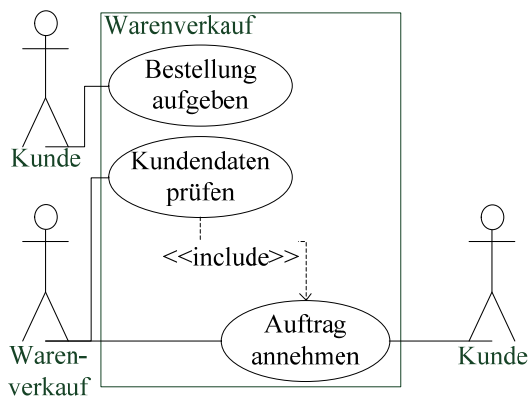 Warenverkauf
Bestellung
aufgeben
Kunde
Kundendaten
prüfen
<<include>>
Auftrag
annehmen
Waren-
verkauf
Kunde